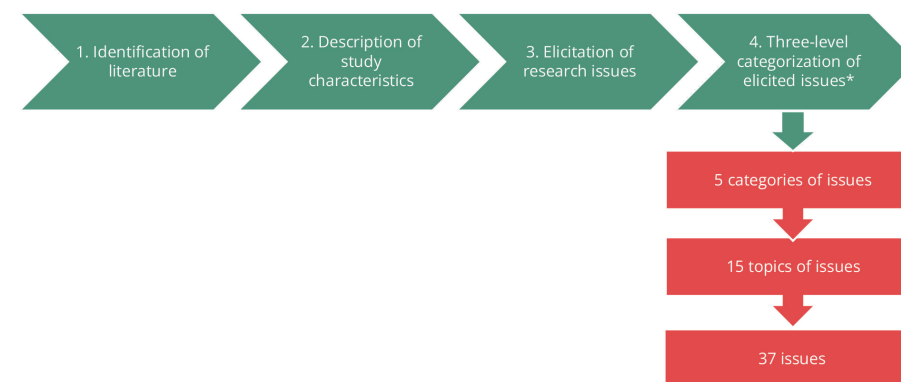 1. Identification of
literature
2. Description of
study
characteristics
3. Elicitation of
research issues
4. Three-level
categorization of
elicited issues*
5 categories of issues
15 topics of issues
37 issues